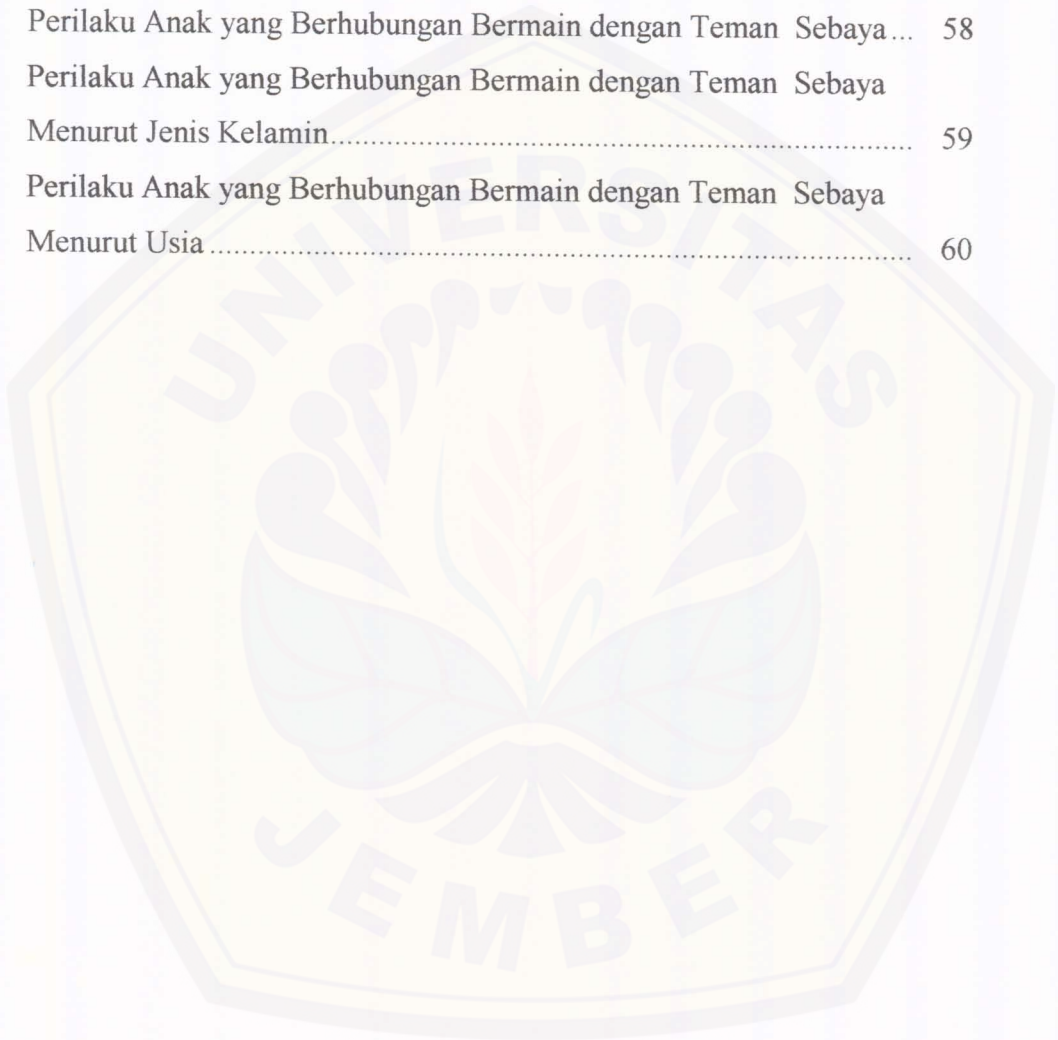 Perilaku Anak yang Berhubungan Bermain dengan Teman Sebaya... 58
Perilaku Anak yang Berhubungan Bermain dengan Teman Sebaya
Menurut Jenis Kelamin........................................................................ 59
Perilaku Anak yang Berhubungan Bermain dengan Teman Sebaya
Menurut Usia....................................................................................... 60
UNIVERSITAS
JEMBER